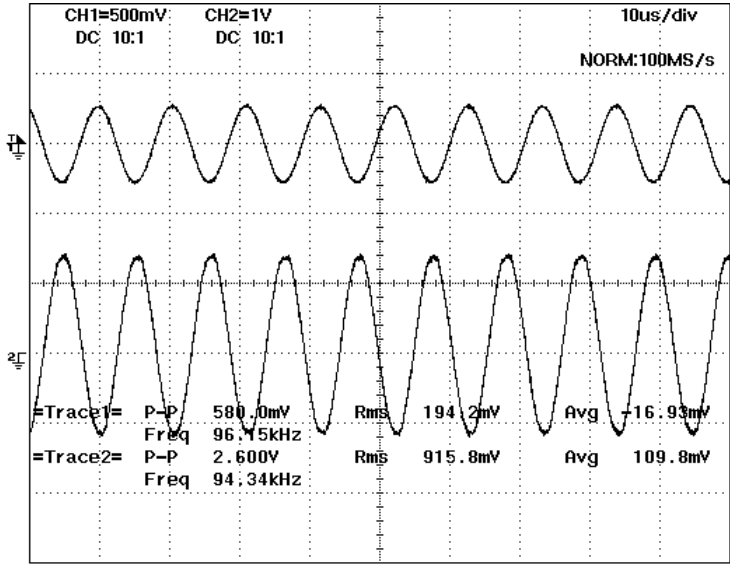 CH1=500mV CH2=1V 10us/div
DC 10:1 DC 10:1
NORM:100MS/s
T
1
2
=Trace1= P-P 580.0mV Rms 194.2mV Avg -16.93mV
Freq 96.15kHz
=Trace2= P-P 2.600V Rms 915.8mV Avg 109.8mV
Freq 94.34kHz